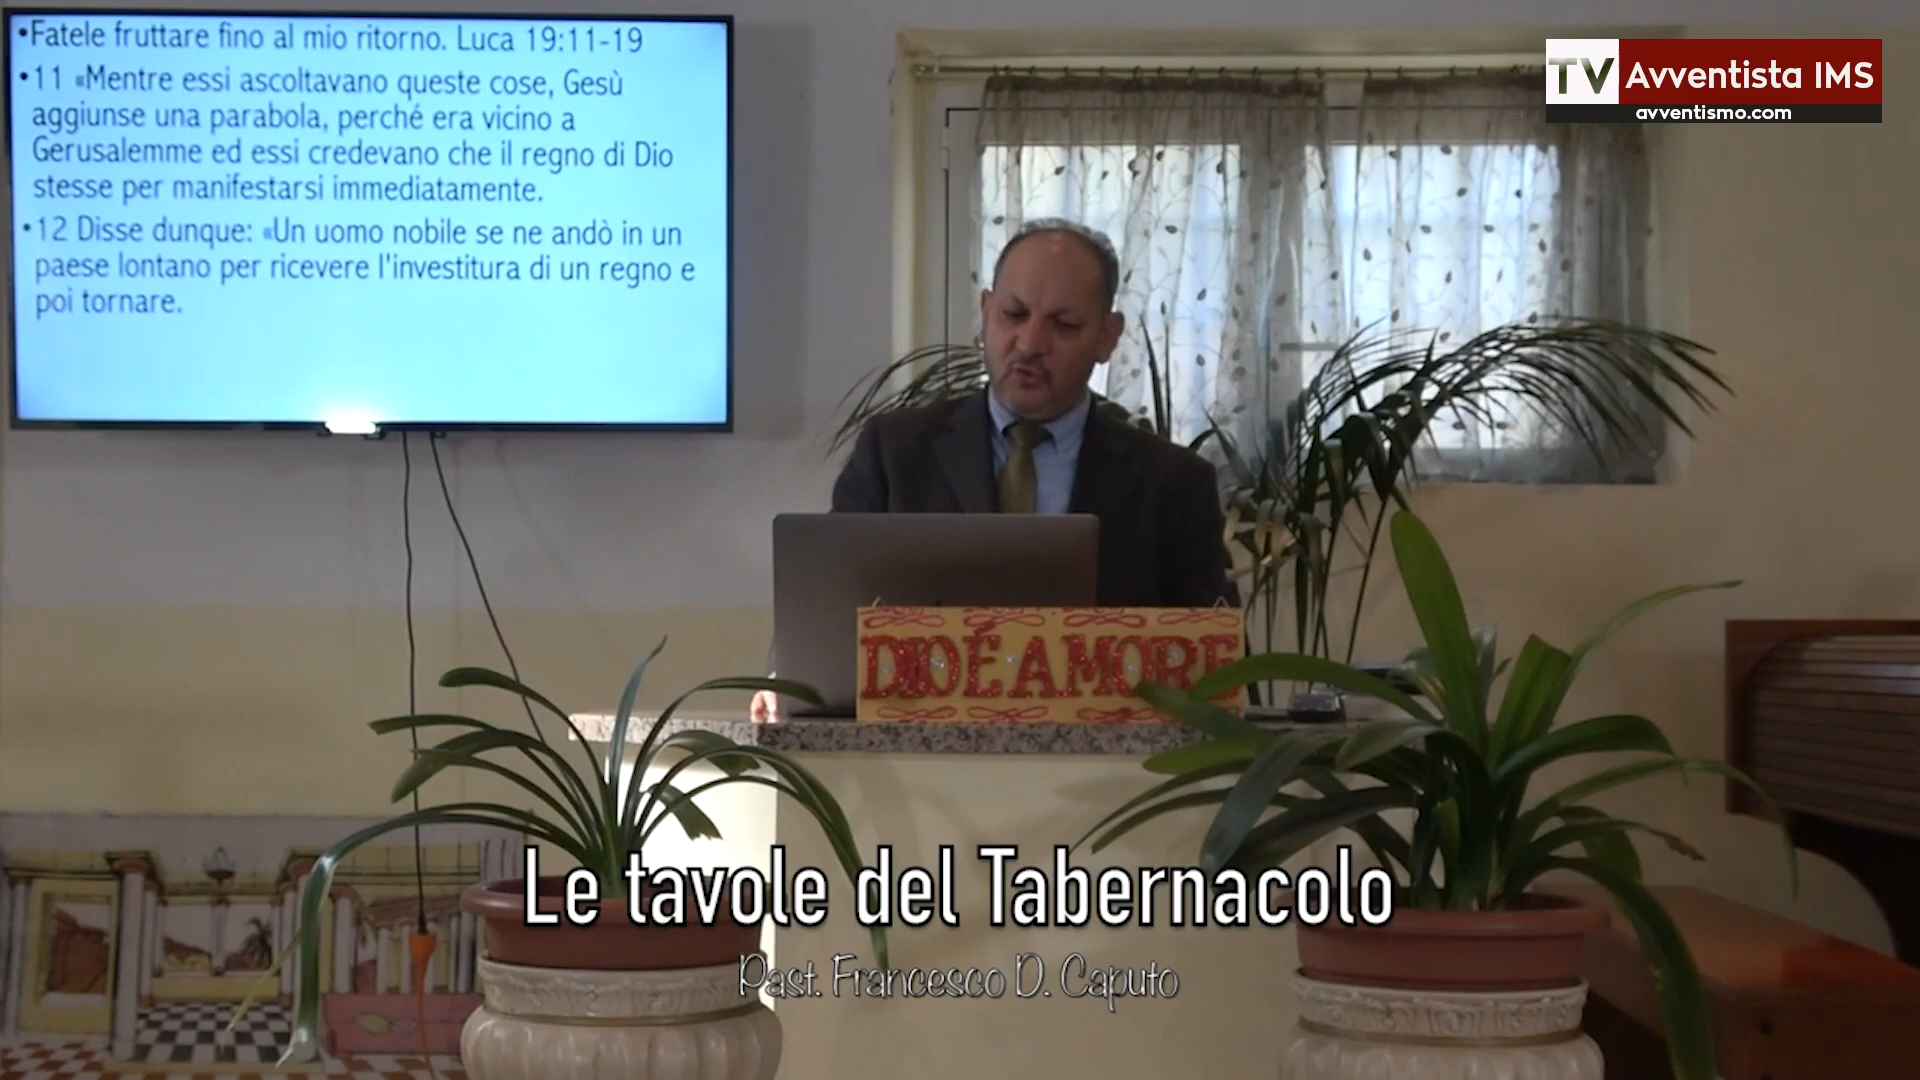 •Fatele fruttare fino al mio ritorno. Luca 19:11-19
•11 «Mentre essi ascoltavano queste cose, Gesù
aggiunse una parabola, perché era vicino a
Gerusalemme ed essi credevano che il regno di Dio
stesse per manifestarsi immediatamente.
•12 Disse dunque: «Un uomo nobile se ne andò in un
paese lontano per ricevere l'investitura di un regno e
poi tornare.
TV Avventista IMS
avventismo.com
DIO É AMORE
Le tavole del Tabernacolo
Past. Francesco D. Caputo